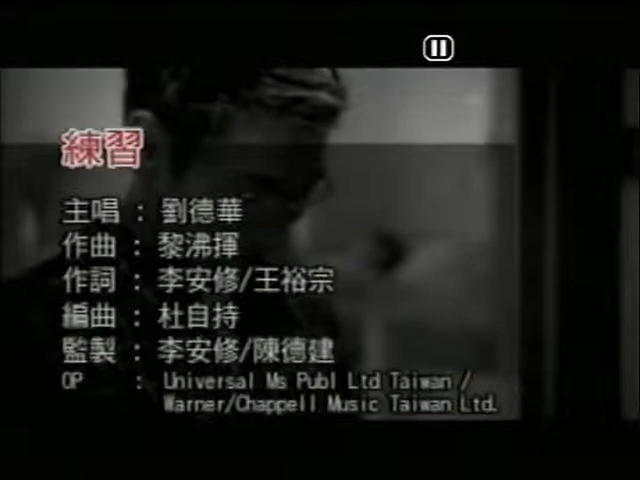 練習
主唱 : 劉德華
作曲 : 黎沸揮
作詞 : 李安修/王裕宗
編曲 : 杜自持
監製 : 李安修/陳德建
OP : Universal Ms Publ Ltd Taiwan /
Warner/Chappell Music Taiwan Ltd.